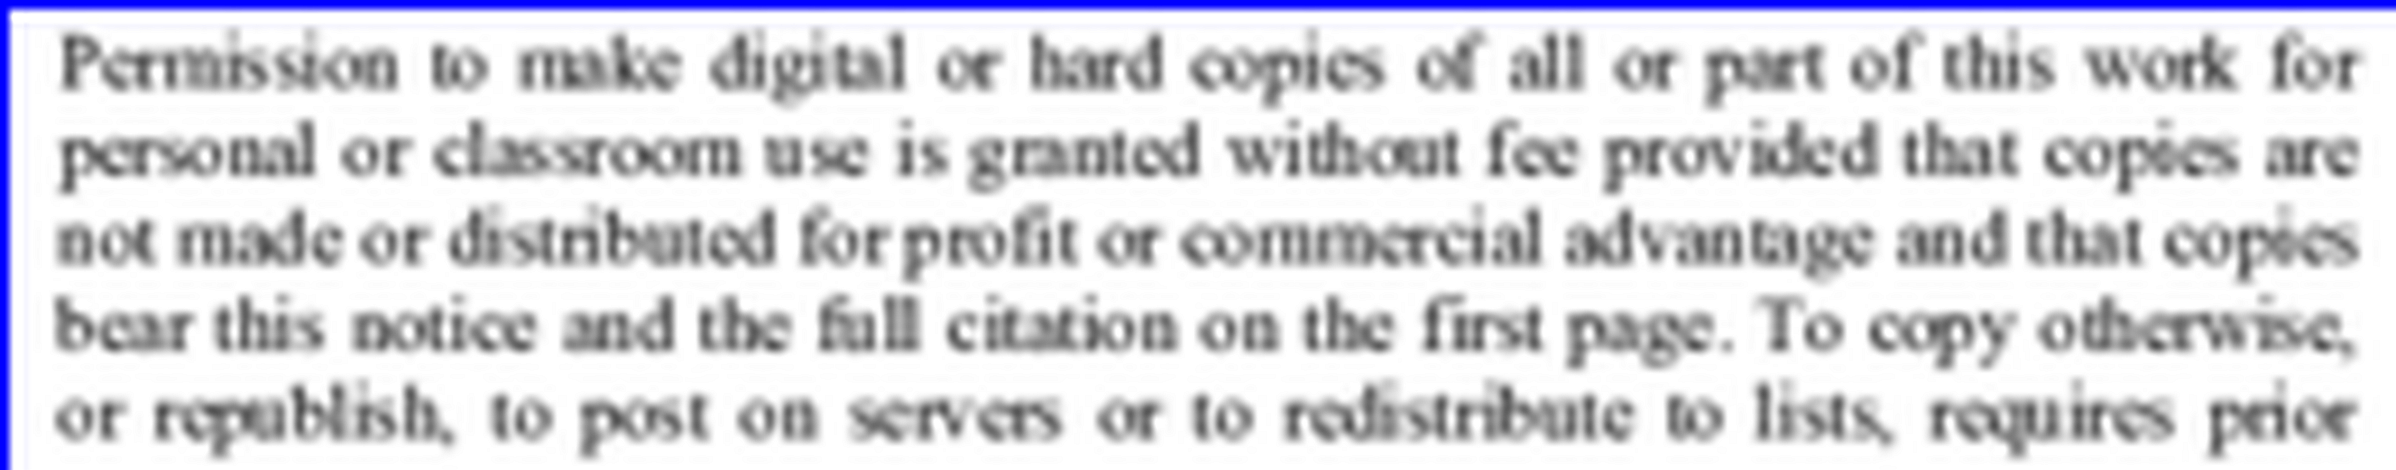 Permission to make digital or hard copies of all or part of this work for
personal or classroom use is granted without fee provided that copies are
not made or distributed for profit or commercial advantage and that copies
bear this notice and the full citation on the first page. To copy otherwise,
or republish, to post on servers or to redistribute to lists, requires prior